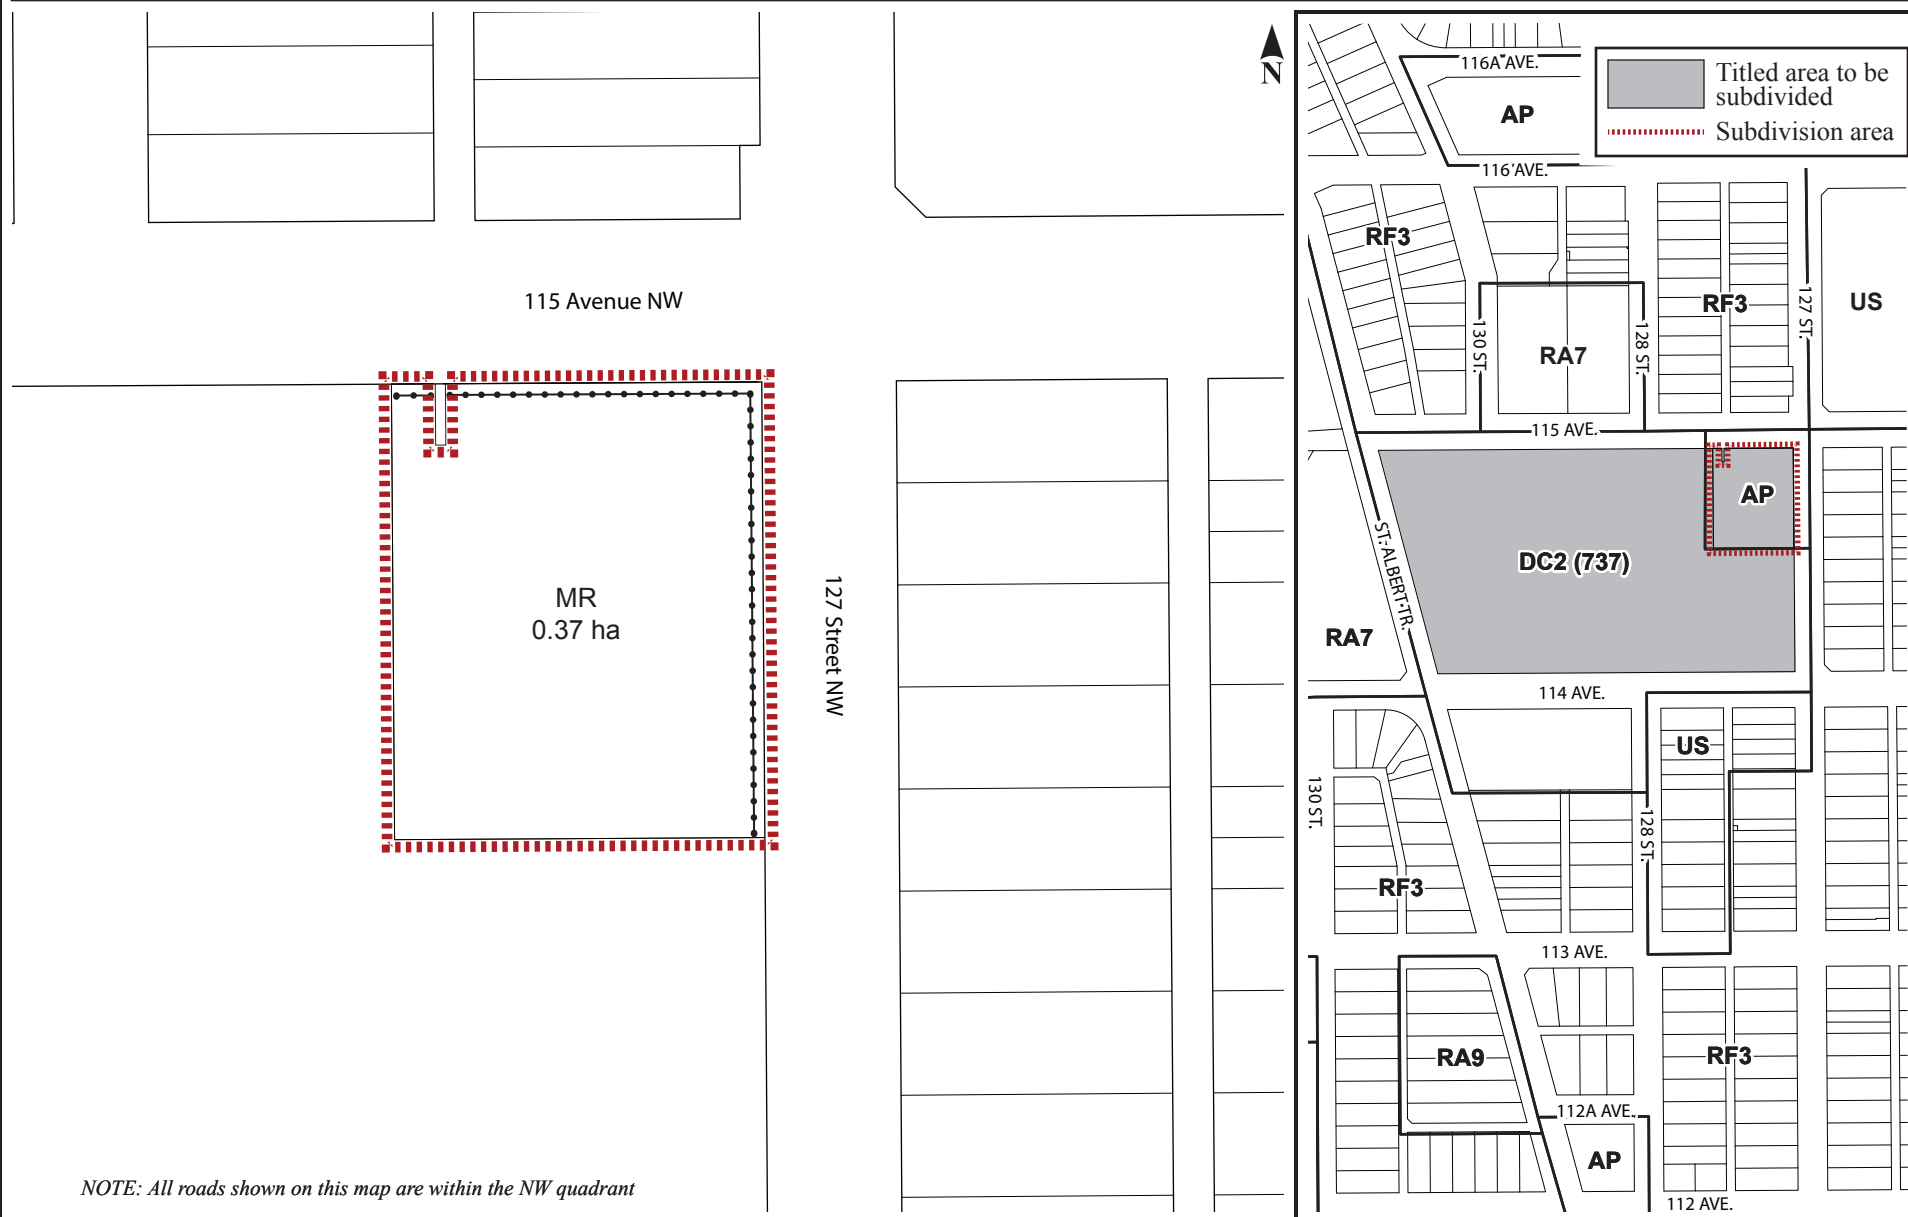 115 Avenue NW
N
MR
0.37 ha
127 Street NW
NOTE: All roads shown on this map are within the NW quadrant
Titled area to be
subdivided
Subdivision area
116A AVE.
AP
116 AVE.
RF3
RF3
127 ST.
US
130 ST.
RA7
128 ST.
115 AVE.
AP
ST. ALBERT TR.
DC2 (737)
RA7
114 AVE.
US
130 ST.
128 ST.
RF3
113 AVE.
RA9
RF3
112A AVE.
AP
112 AVE.